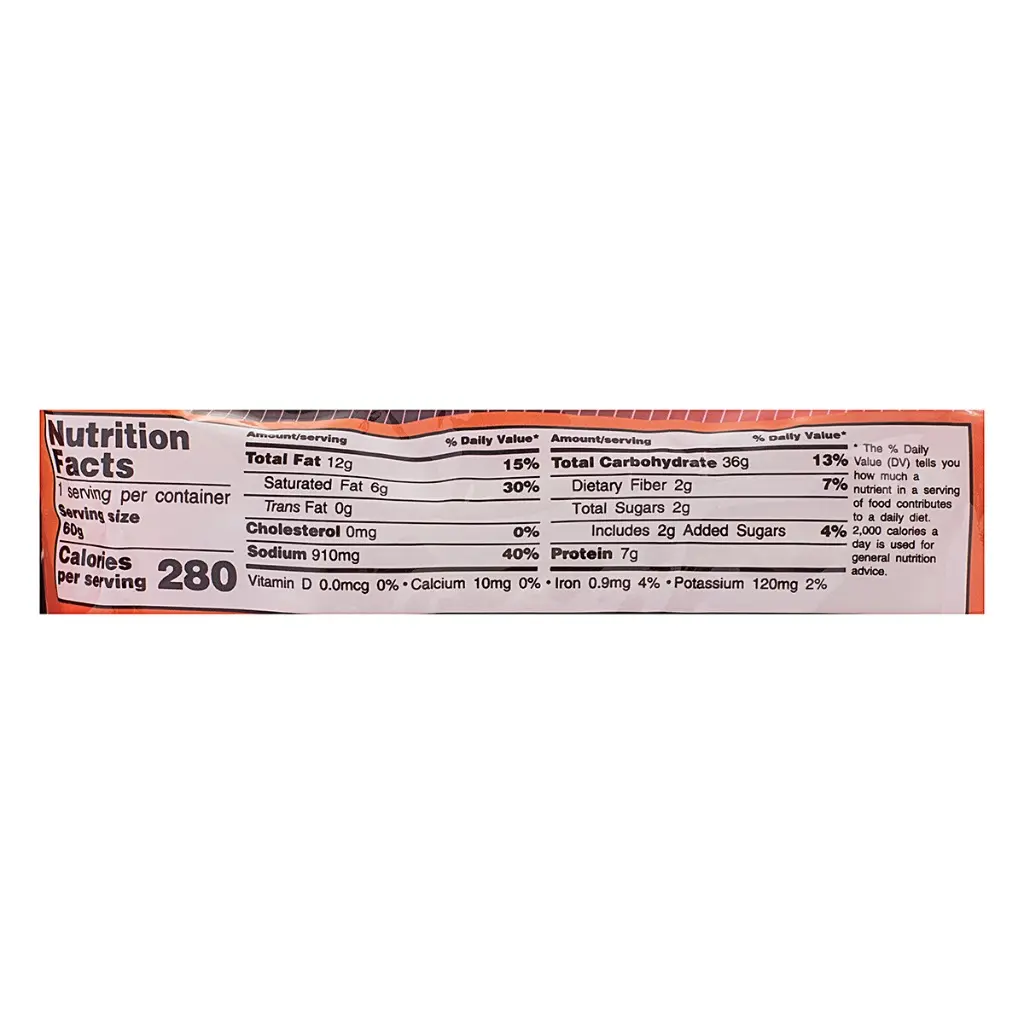 Nutrition
Facts
1 serving per container
Serving size
60g
Calories
per serving 280
Amount/serving % Daily Value*
Total Fat 12g 15%
Saturated Fat 6g 30%
Trans Fat 0g
Cholesterol 0mg 0%
Sodium 910mg 40%
Amount/serving % Daily Value*
Total Carbohydrate 36g 13%
Dietary Fiber 2g 7%
Total Sugars 2g
Includes 2g Added Sugars 4%
Protein 7g
Vitamin D 0.0mcg 0% • Calcium 10mg 0% • Iron 0.9mg 4% • Potassium 120mg 2%
* The % Daily
Value (DV) tells you
how much a
nutrient in a serving
of food contributes
to a daily diet.
2,000 calories a
day is used for
general nutrition
advice.